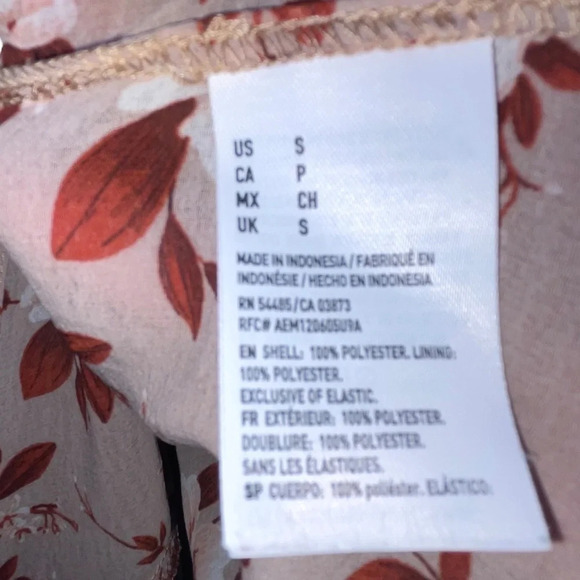 US S
CA P
MX CH
UK S
MADE IN INDONESIA / FABRIQUÉ EN
INDONÉSIE / HECHO EN INDONESIA
RN 54485 / CA 03873
RFC# AEM120605U9A
EN SHELL: 100% POLYESTER. LINING:
100% POLYESTER.
EXCLUSIVE OF ELASTIC.
FR EXTÉRIEUR: 100% POLYESTER.
DOUBLURE: 100% POLYESTER.
SANS LES ÉLASTIQUES.
SP CUERPO: 100% poliéster. ELÁSTICO: